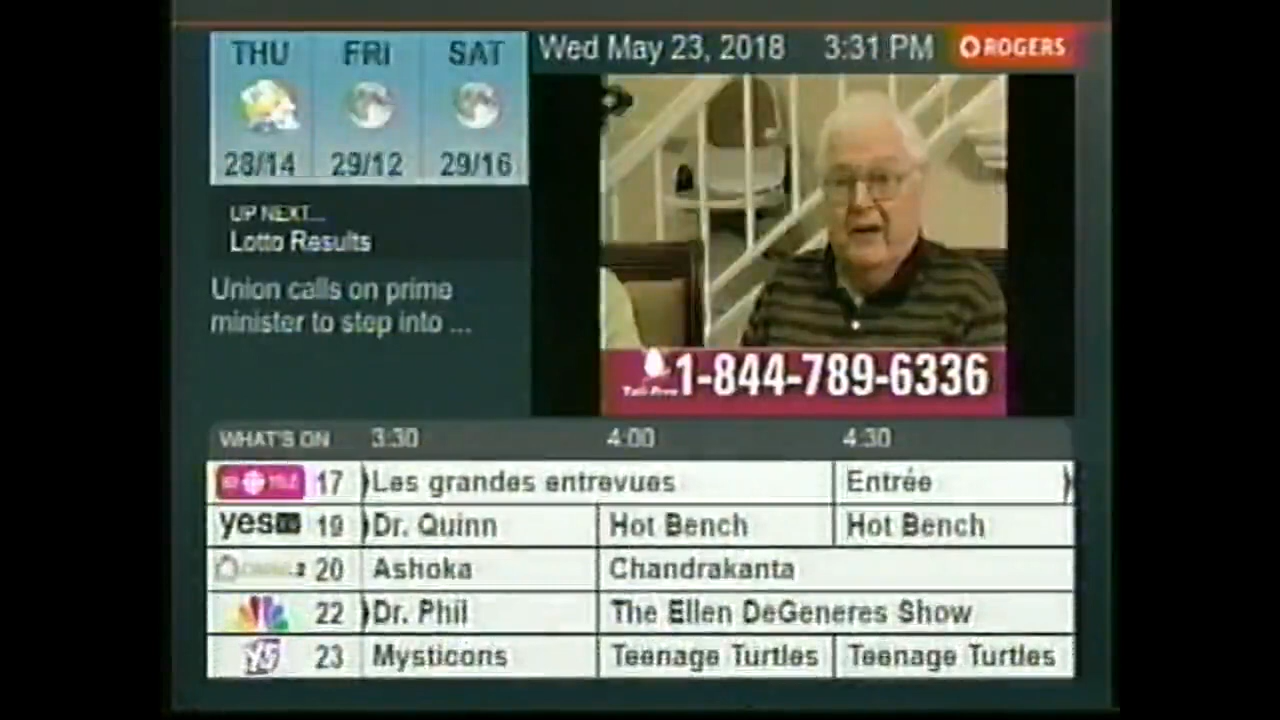 THU FRI SAT
28/14 29/12 29/16
Wed May 23, 2018 3:31 PM ROGERS
UP NEXT...
Lotto Results
Union calls on prime
minister to step into ...
Toll-Free 1-844-789-6336
WHAT'S ON 3:30 4:00 4:30
17 Les grandes entrevues Entrée
yes 19 Dr. Quinn Hot Bench Hot Bench
20 Ashoka Chandrakanta
22 Dr. Phil The Ellen DeGeneres Show
23 Mysticons Teenage Turtles Teenage Turtles